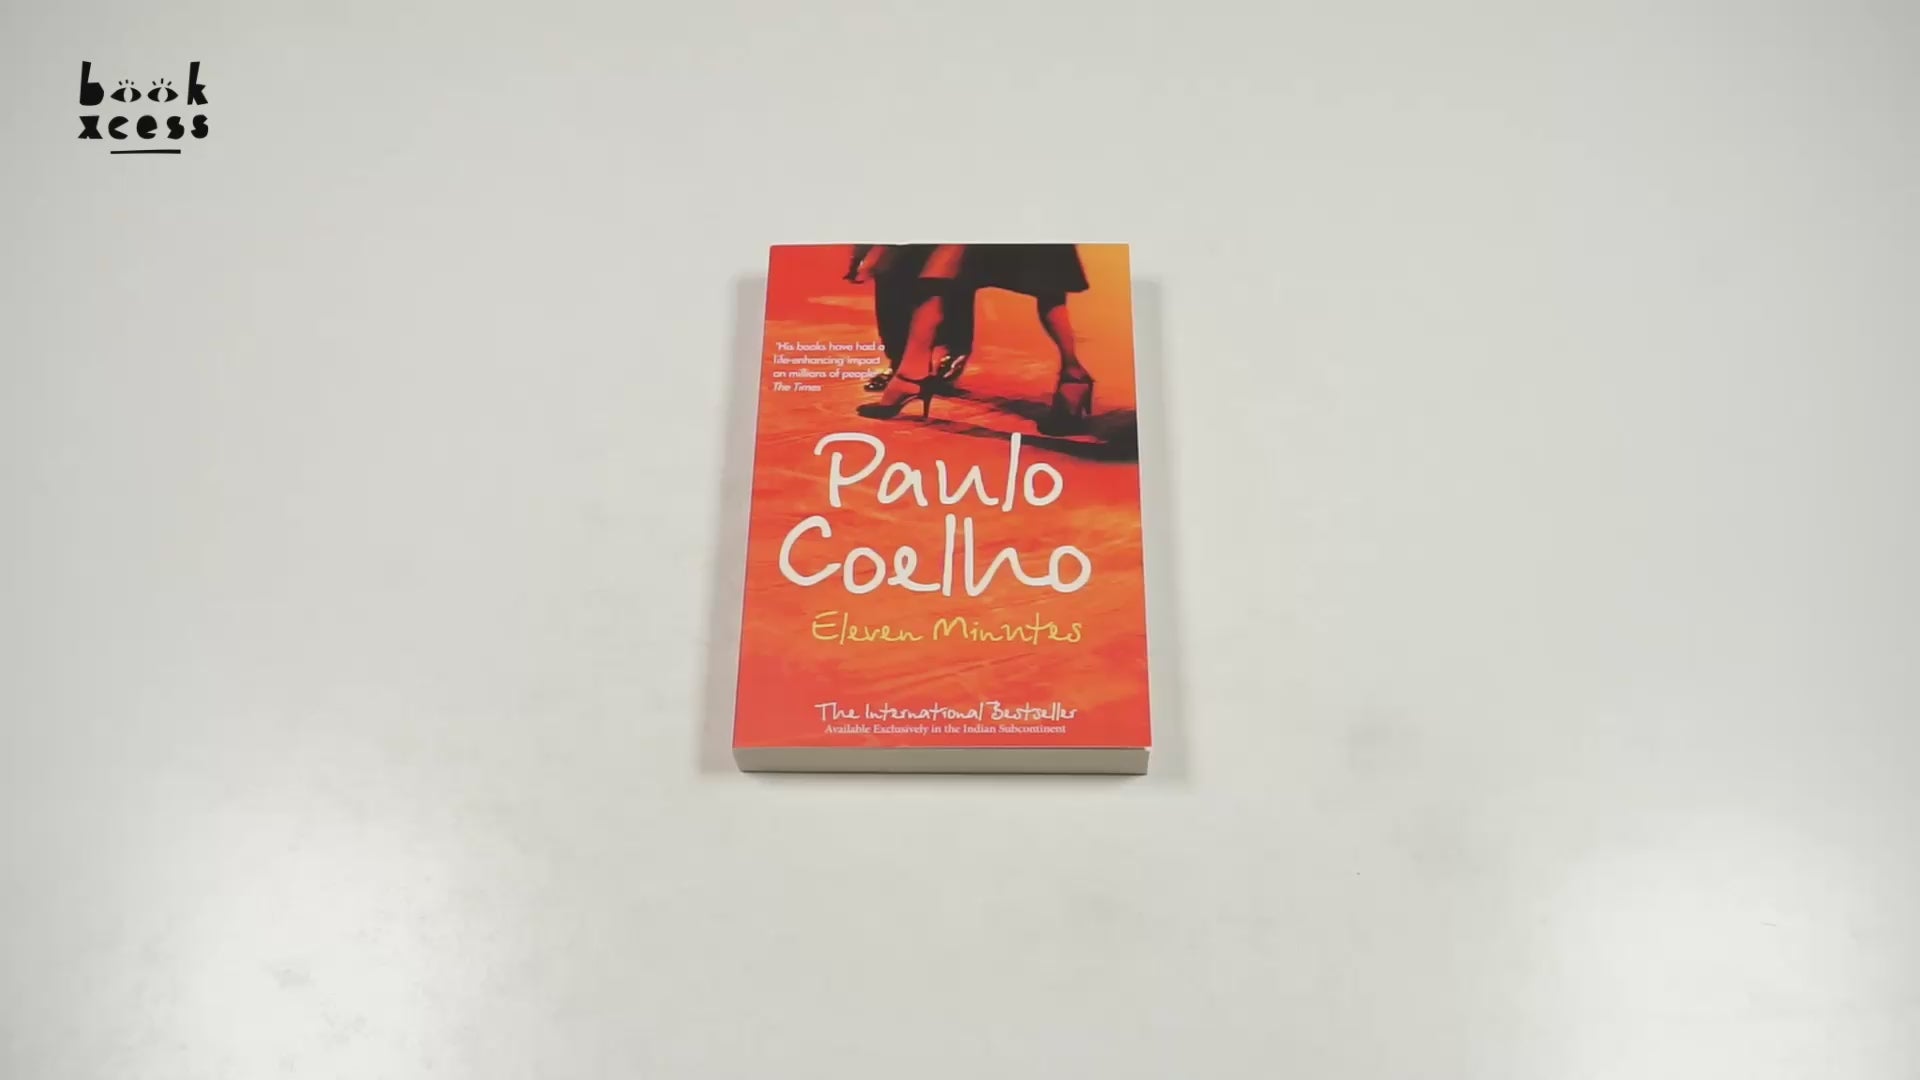 book
xcess
"His books have had a
life-enhancing impact
on millions of people"
The Times
Paulo
Coelho
Eleven Minutes
The International Bestseller
Available Exclusively in the Indian Subcontinent